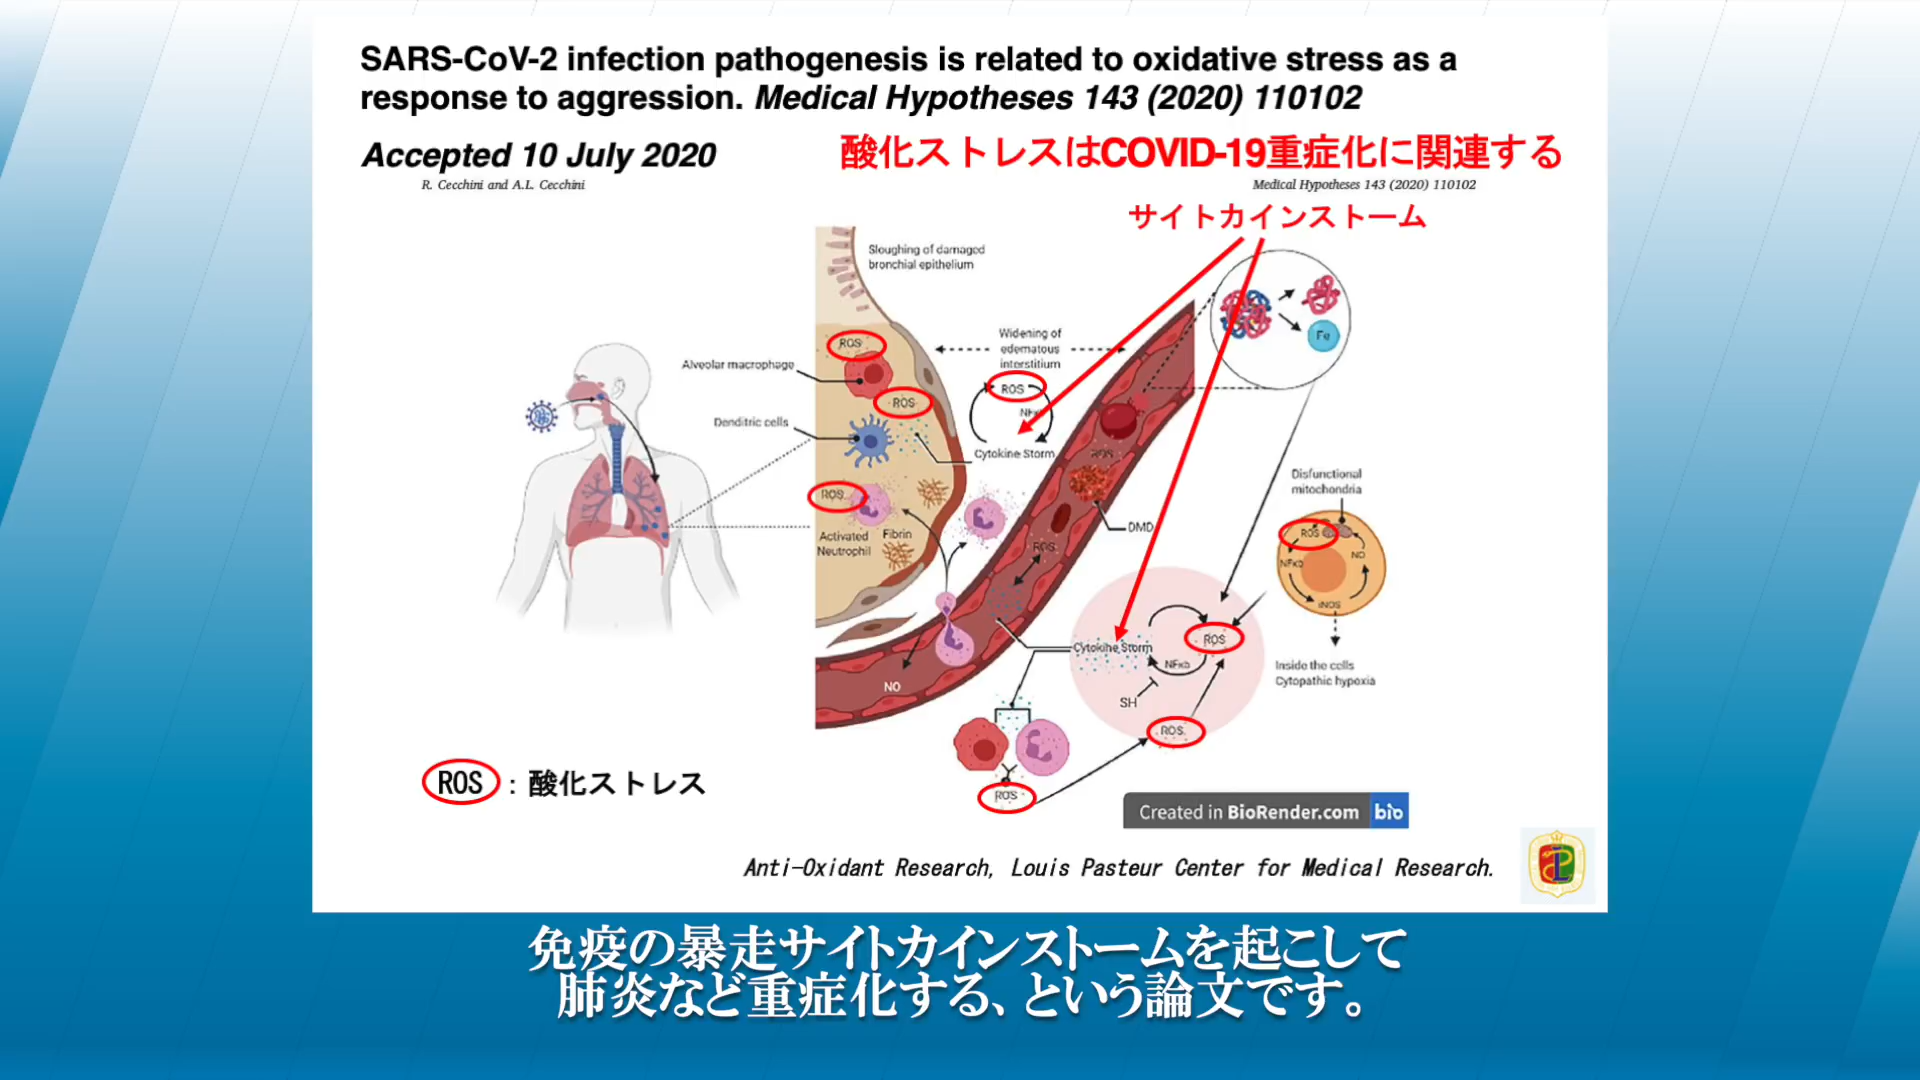 SARS-CoV-2 infection pathogenesis is related to oxidative stress as a
response to aggression. Medical Hypotheses 143 (2020) 110102
Accepted 10 July 2020
酸化ストレスはCOVID-19重症化に関連する
R. Cecchini and A.L. Cecchini
Medical Hypotheses 143 (2020) 110102
サイトカインストーム
Sloughing of damaged
bronchial epithelium
Widening of
edematous
interstitium
Fe
ROS
Alveolar macrophage
ROS
ROS
NFκb
Dendritic cells
Cytokine Storm
ROS
Disfunctional
mitochondria
ROS
DMD
Activated
Neutrophil
Fibrin
ROS
ROS
NO
NFκb
iNOS
Cytokine Storm
ROS
NFκb
SH
Inside the cells
Cytopathic hypoxia
NO
ROS
ROS
ROS
：酸化ストレス
Created in BioRender.com
bio
Anti-Oxidant Research, Louis Pasteur Center for Medical Research.
免疫の暴走サイトカインストームを起こして
肺炎など重症化する、という論文です。